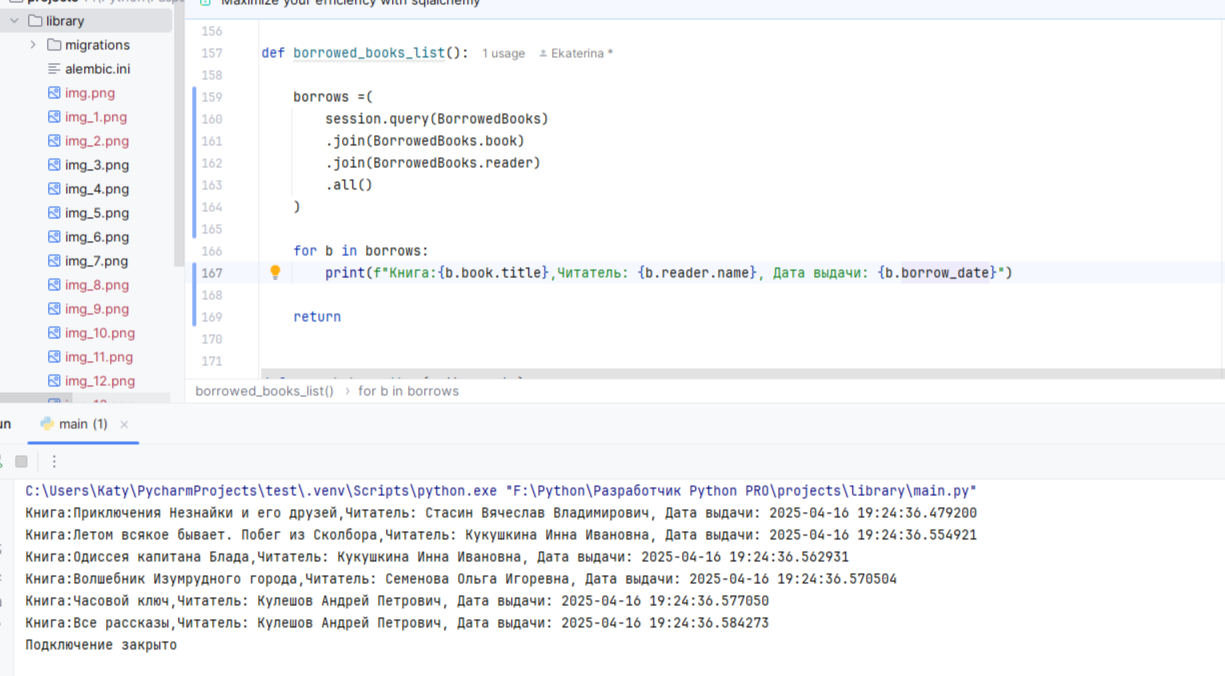 library
migrations
alembic.ini
img.png
img_1.png
img_2.png
img_3.png
img_4.png
img_5.png
img_6.png
img_7.png
img_8.png
img_9.png
img_10.png
img_11.png
img_12.png
Maximize your efficiency with sqlalchemy
156
157 def borrowed_books_list(): 1 usage Ekaterina *
158
159 borrows =(
160 session.query(BorrowedBooks)
161 .join(BorrowedBooks.book)
162 .join(BorrowedBooks.reader)
163 .all()
164 )
165
166 for b in borrows:
167 print(f"Книга:{b.book.title},Читатель: {b.reader.name}, Дата выдачи: {b.borrow_date}")
168
169 return
170
171
borrowed_books_list() › for b in borrows
main (1) ×
C:\Users\Katy\PycharmProjects\test\.venv\Scripts\python.exe "F:\Python\Разработчик Python PRO\projects\library\main.py"
Книга:Приключения Незнайки и его друзей,Читатель: Стасин Вячеслав Владимирович, Дата выдачи: 2025-04-16 19:24:36.479200
Книга:Летом всякое бывает. Побег из Сколбора,Читатель: Кукушкина Инна Ивановна, Дата выдачи: 2025-04-16 19:24:36.554921
Книга:Одиссея капитана Блада,Читатель: Кукушкина Инна Ивановна, Дата выдачи: 2025-04-16 19:24:36.562931
Книга:Волшебник Изумрудного города,Читатель: Семенова Ольга Игоревна, Дата выдачи: 2025-04-16 19:24:36.570504
Книга:Часовой ключ,Читатель: Кулешов Андрей Петрович, Дата выдачи: 2025-04-16 19:24:36.577050
Книга:Все рассказы,Читатель: Кулешов Андрей Петрович, Дата выдачи: 2025-04-16 19:24:36.584273
Подключение закрыто